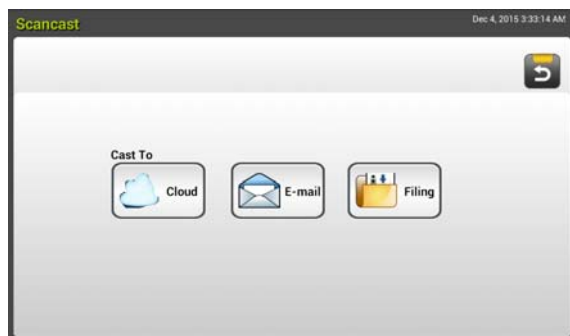 Scancast
Dec 4, 2015 3:33:14 AM
Cast To
Cloud
E-mail
Filing